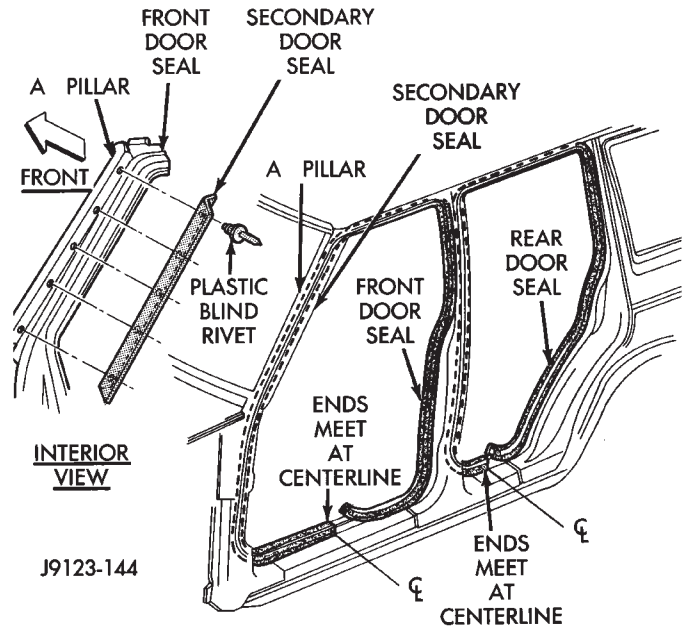 FRONT
DOOR
SEAL
SECONDARY
DOOR
SEAL
A PILLAR
FRONT
SECONDARY
DOOR
SEAL
A PILLAR
PLASTIC
BLIND
RIVET
FRONT
DOOR
SEAL
REAR
DOOR
SEAL
ENDS
MEET
AT
CENTERLINE
INTERIOR
VIEW
J9123-144
℄
ENDS
MEET
AT
CENTERLINE
℄